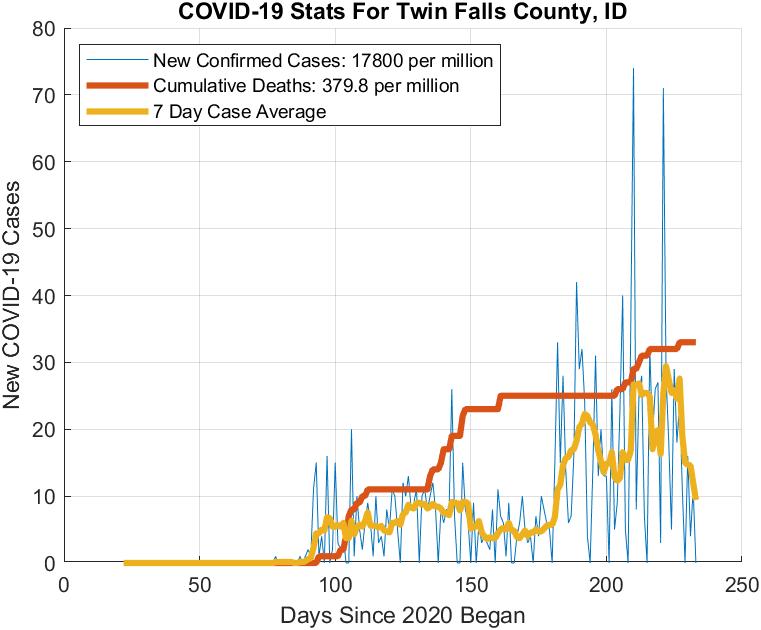 COVID-19 Stats For Twin Falls County, ID
80
70
60
50
40
30
20
10
0
New COVID-19 Cases
New Confirmed Cases: 17800 per million
Cumulative Deaths: 379.8 per million
7 Day Case Average
0
50
100
150
200
250
Days Since 2020 Began